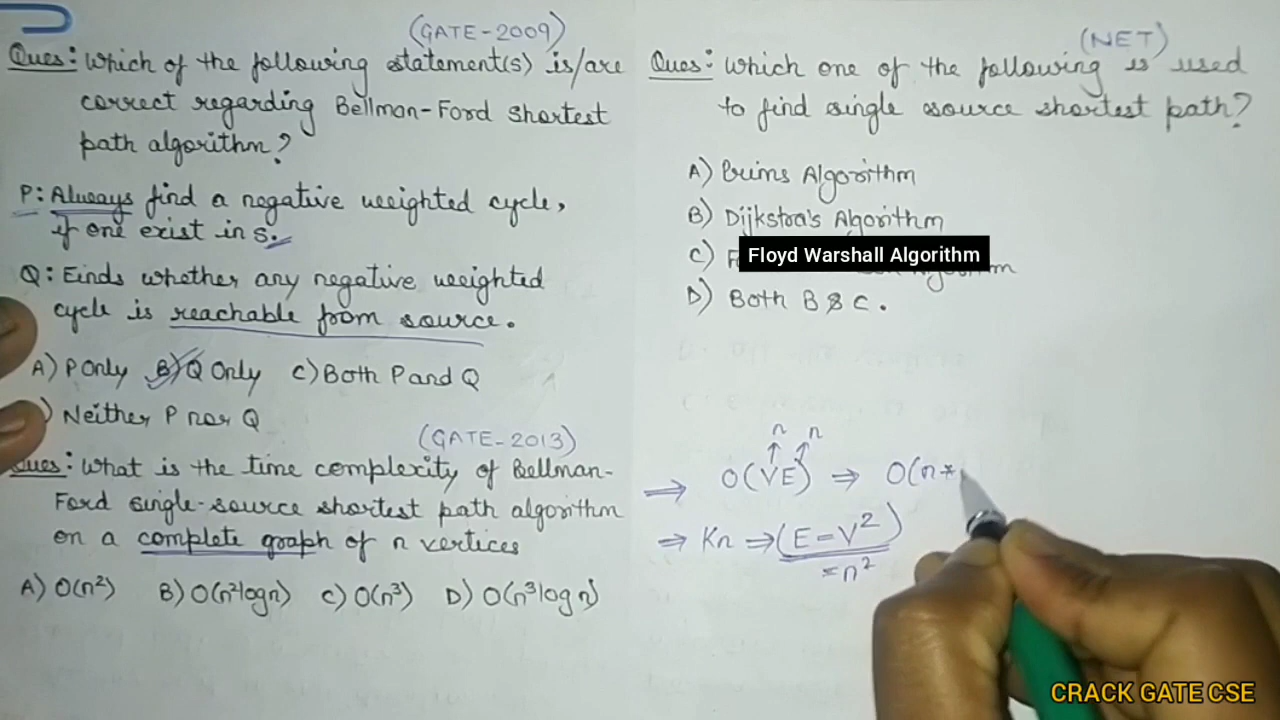 (GATE-2009)
Ques: Which of the following statement(s) is/are
correct regarding Bellman-Ford shortest
path algorithm?
P: Always find a negative weighted cycle,
if one exist in s.
Q: Finds whether any negative weighted
cycle is reachable from source.
A) P Only B) Q Only C) Both P and Q
) Neither P nor Q
(GATE-2013)
Ques: What is the time complexity of Bellman-
Ford single-source shortest path algorithm
on a complete graph of n vertices
A) O(n²) B) O(n²logn) C) O(n³) D) O(n³logn)
(NET)
Ques: Which one of the following is used
to find single source shortest path?
A) Prims Algorithm
B) Dijkstra's Algorithm
C) F
Floyd Warshall Algorithm
D) Both B & C.
n n
⇒ O(VE) ⇒ O(n*
⇒ Kn ⇒ (E=V²)
=n²
CRACK GATE CSE